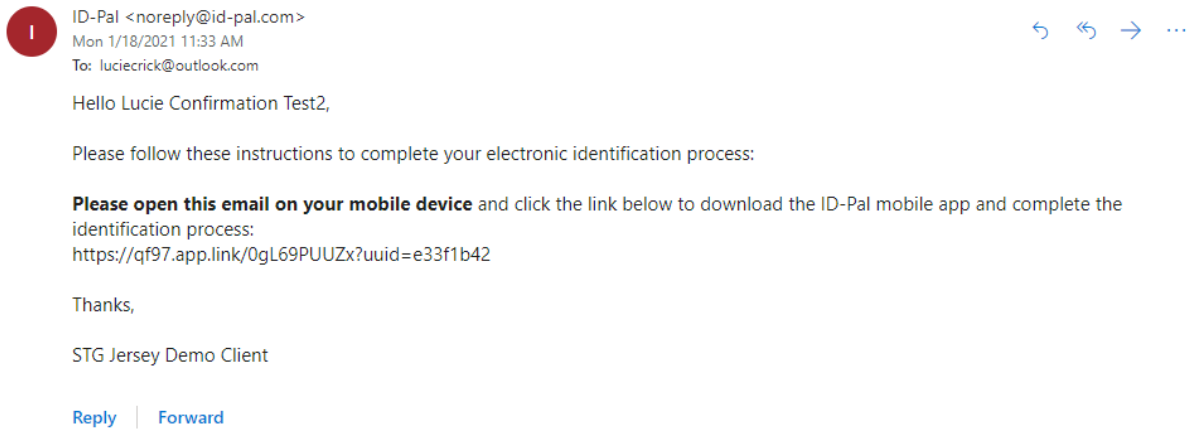 I
ID-Pal <noreply@id-pal.com>
Mon 1/18/2021 11:33 AM
To: luciecrick@outlook.com
Hello Lucie Confirmation Test2,
Please follow these instructions to complete your electronic identification process:
Please open this email on your mobile device and click the link below to download the ID-Pal mobile app and complete the
identification process:
https://qf97.app.link/0gL69PUUZx?uuid=e33f1b42
Thanks,
STG Jersey Demo Client
Reply Forward